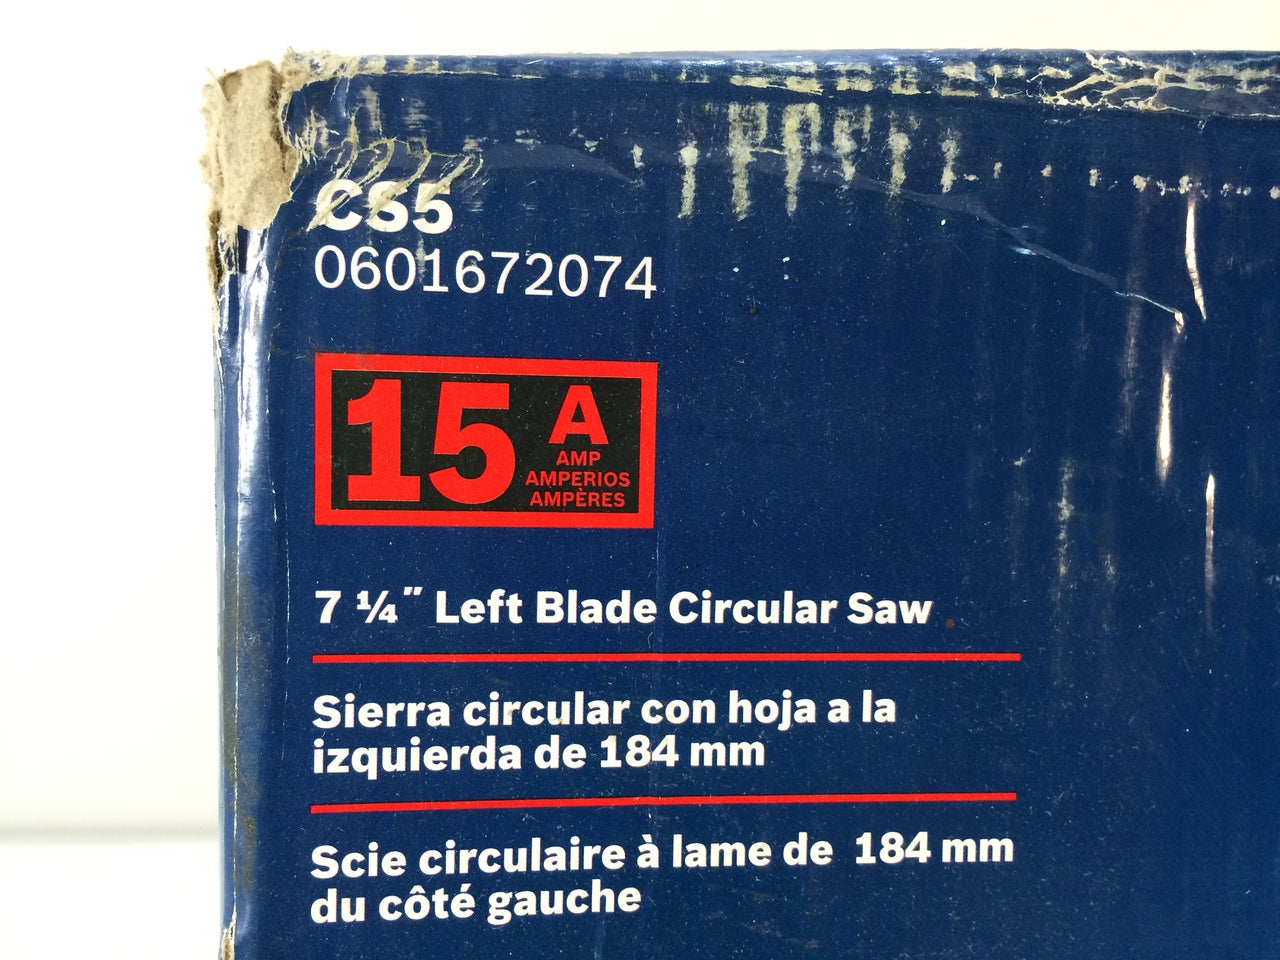 CS5
0601672074
15 A
AMP
AMPERIOS
AMPÈRES
7 ¼" Left Blade Circular Saw
Sierra circular con hoja a la
izquierda de 184 mm
Scie circulaire à lame de 184 mm
du côté gauche